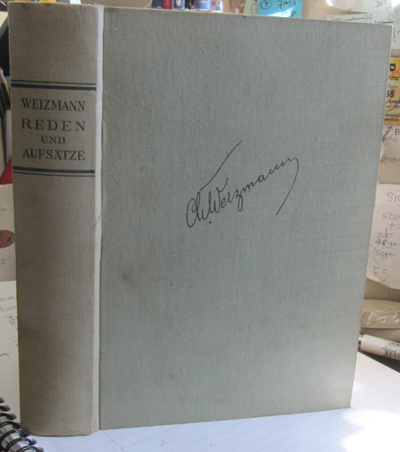 WEIZMANN
REDEN
UND
AUFSÄTZE
Ch. Weizmann